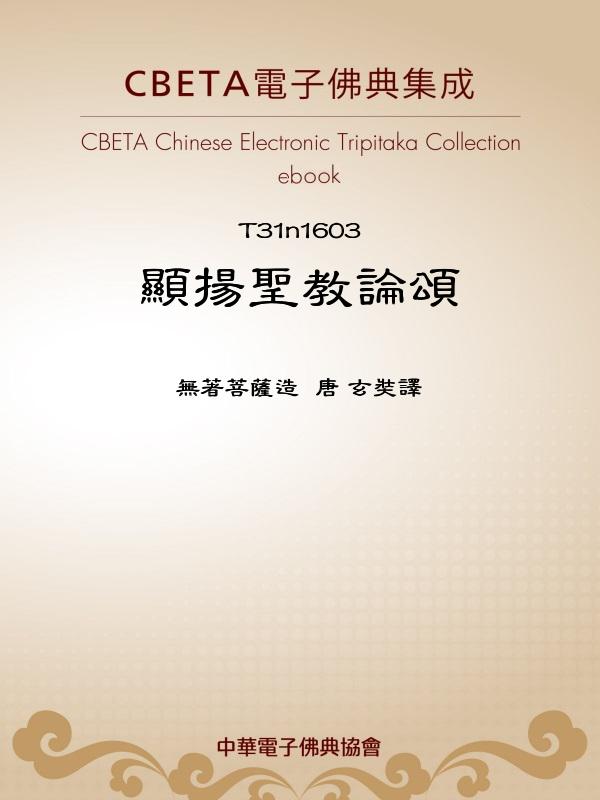 CBETA電子佛典集成
CBETA Chinese Electronic Tripitaka Collection
ebook
T31n1603
顯揚聖教論頌
無著菩薩造 唐 玄奘譯
中華電子佛典協會